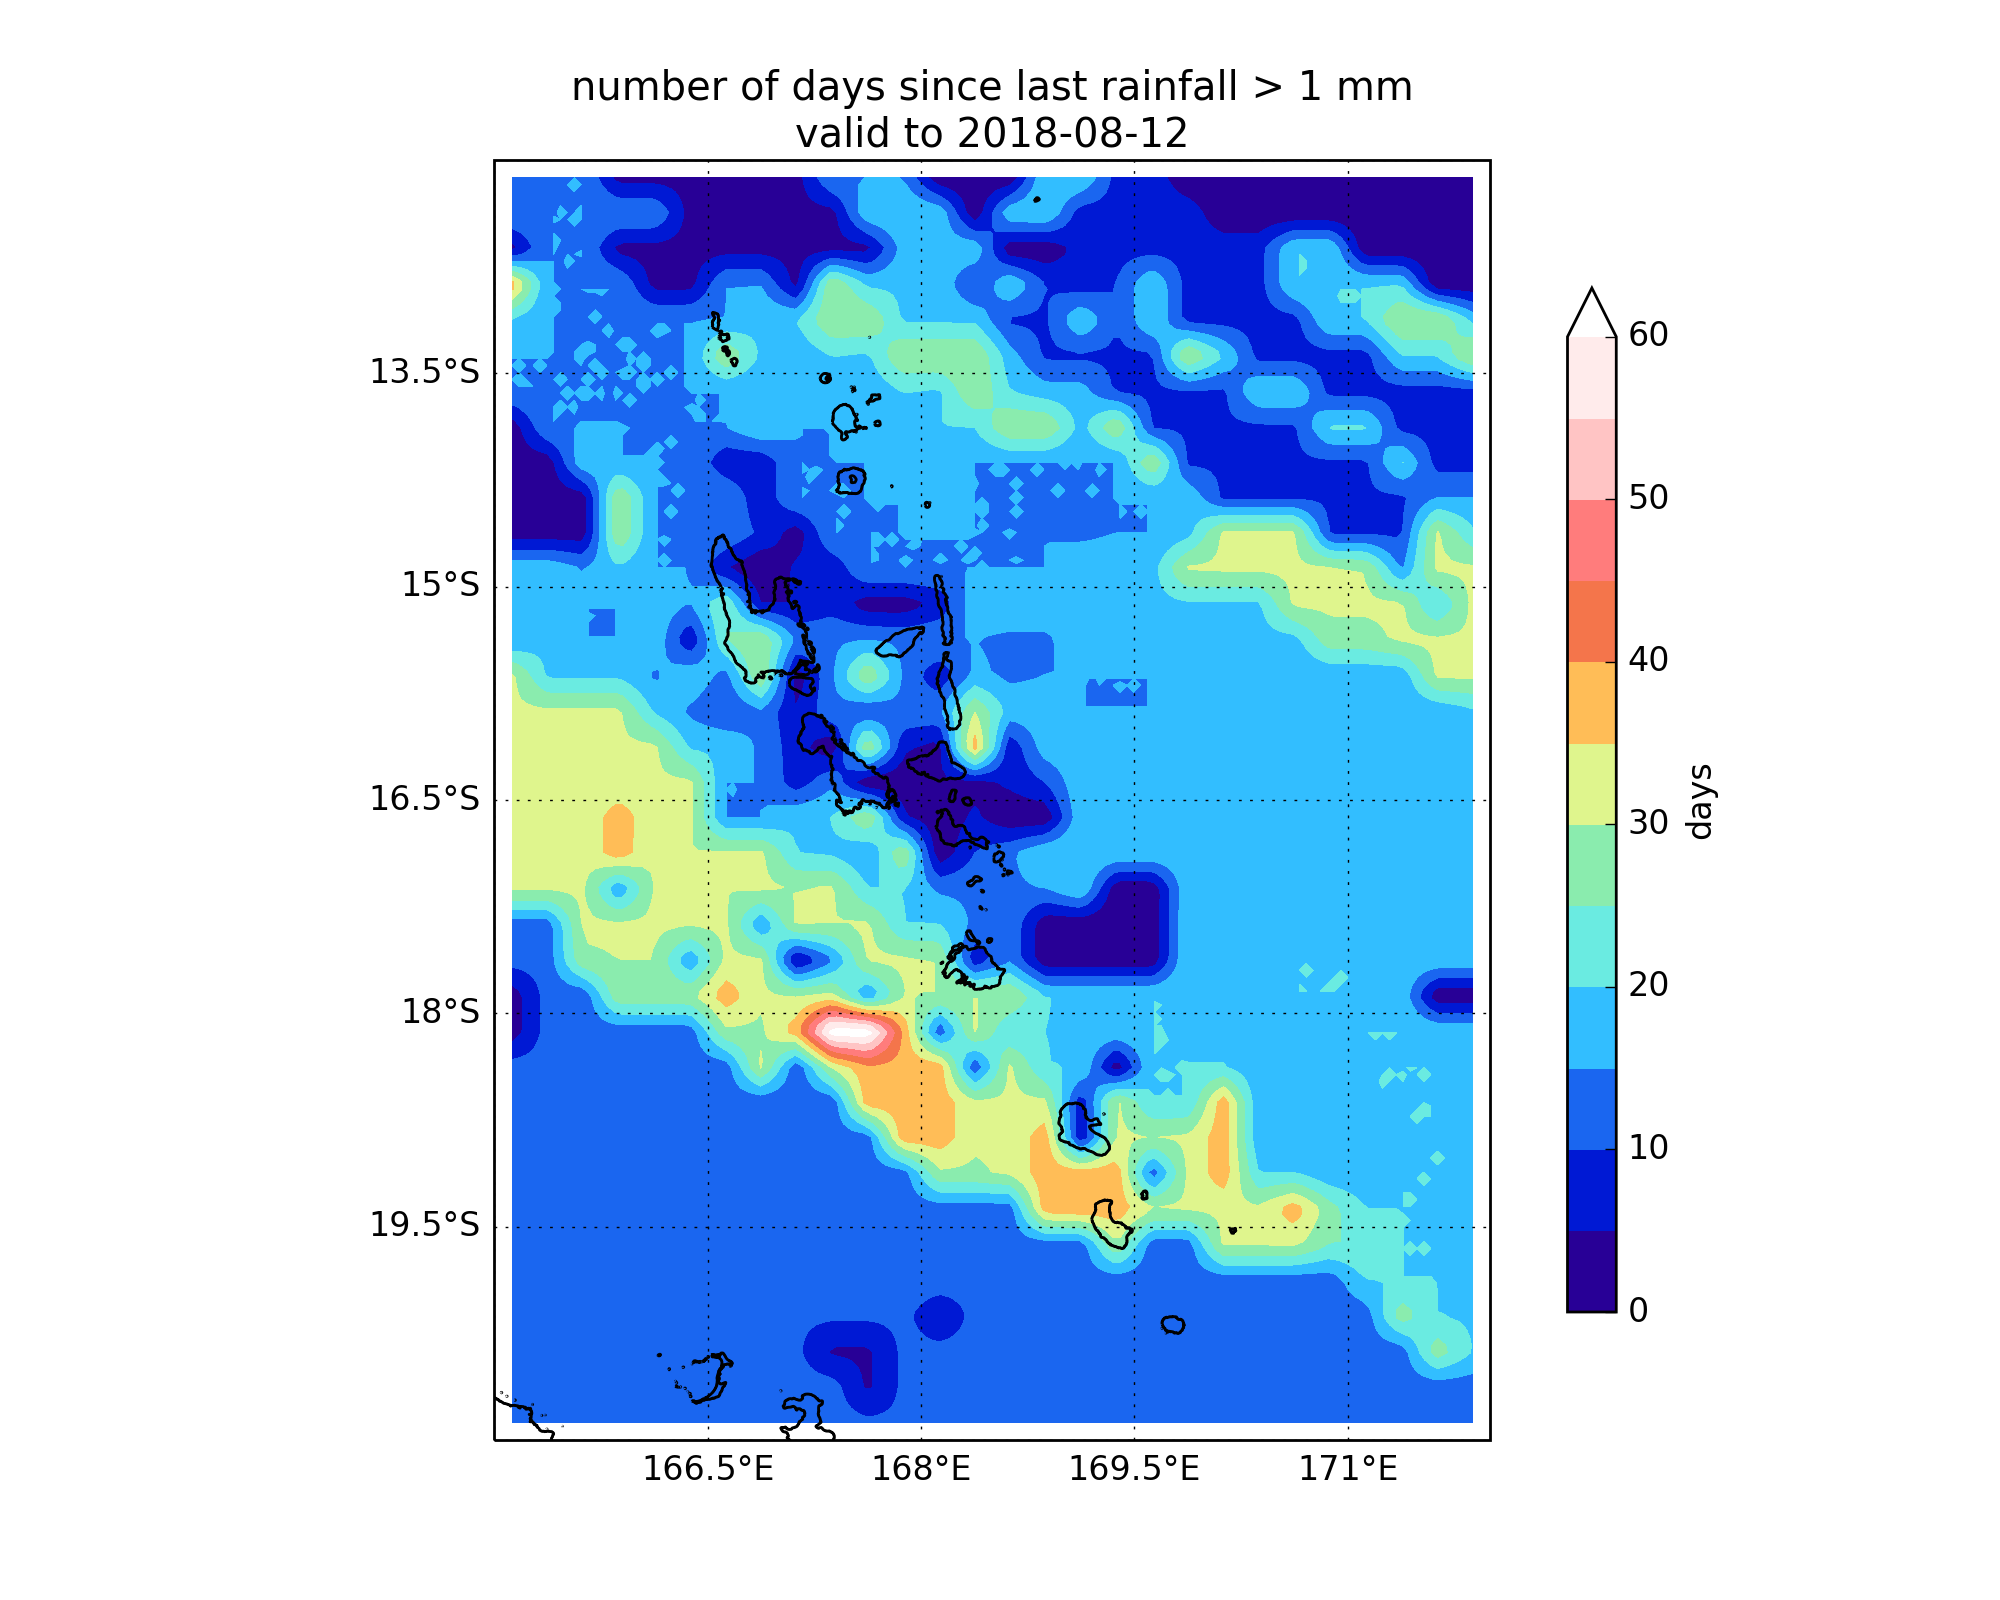 number of days since last rainfall > 1 mm
valid to 2018-08-12
13.5°S
15°S
16.5°S
18°S
19.5°S
166.5°E
168°E
169.5°E
171°E
60
50
40
30
20
10
0
days